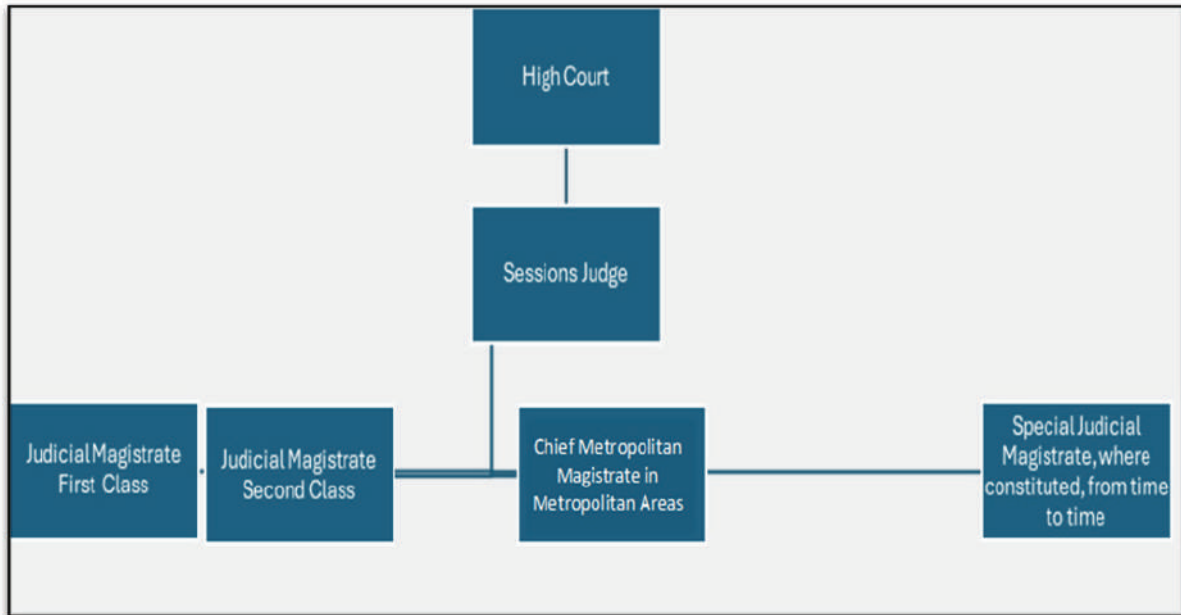 High Court
Sessions Judge
Judicial Magistrate
First Class
Judicial Magistrate
Second Class
Chief Metropolitan
Magistrate in
Metropolitan Areas
Special Judicial
Magistrate, where
constituted, from time
to time